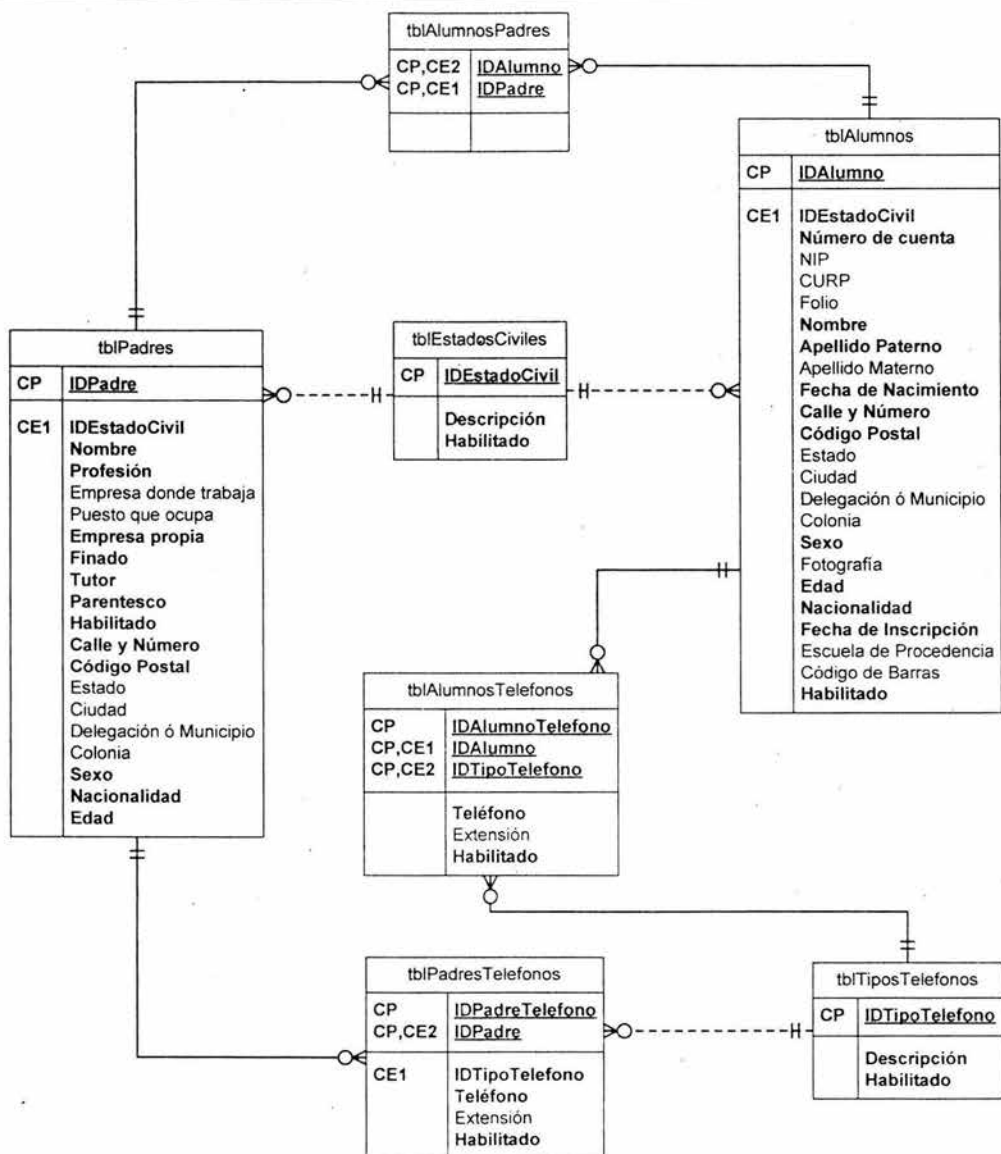 tblAlumnosPadres
CP,CE2 IDAlumno
CP,CE1 IDPadre
tblAlumnos
CP IDAlumno
CE1 IDEstadoCivil
Número de cuenta
NIP
CURP
Folio
Nombre
Apellido Paterno
Apellido Materno
Fecha de Nacimiento
Calle y Número
Código Postal
Estado
Ciudad
Delegación ó Municipio
Colonia
Sexo
Fotografía
Edad
Nacionalidad
Fecha de Inscripción
Escuela de Procedencia
Código de Barras
Habilitado
tblEstadosCiviles
CP IDEstadoCivil
Descripción
Habilitado
tblPadres
CP IDPadre
CE1 IDEstadoCivil
Nombre
Profesión
Empresa donde trabaja
Puesto que ocupa
Empresa propia
Finado
Tutor
Parentesco
Habilitado
Calle y Número
Código Postal
Estado
Ciudad
Delegación ó Municipio
Colonia
Sexo
Nacionalidad
Edad
tblAlumnosTelefonos
CP IDAlumnoTelefono
CP,CE1 IDAlumno
CP,CE2 IDTipoTelefono
Teléfono
Extensión
Habilitado
tblPadresTelefonos
CP IDPadreTelefono
CP,CE2 IDPadre
CE1 IDTipoTelefono
Teléfono
Extensión
Habilitado
tblTiposTelefonos
CP IDTipoTelefono
Descripción
Habilitado